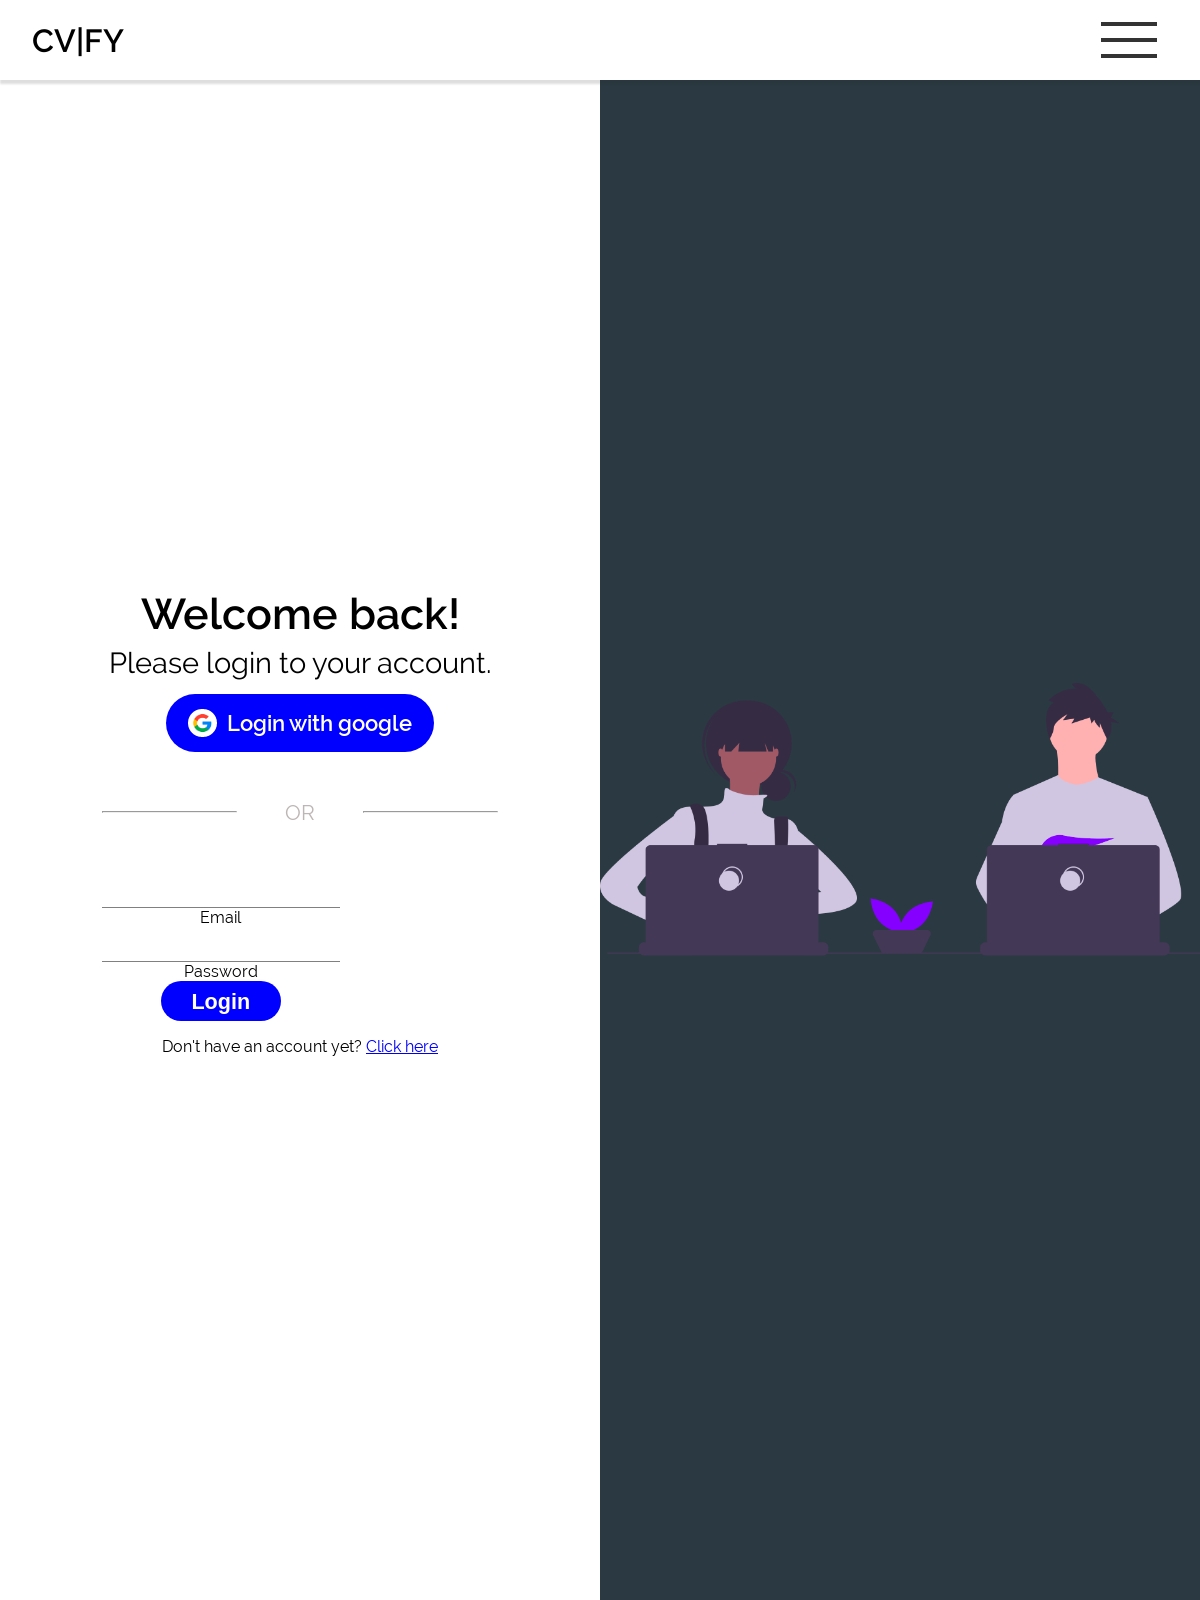 CV|FY
Welcome back!
Please login to your account.
Login with google
OR
Email
Password
Login
Don't have an account yet? Click here